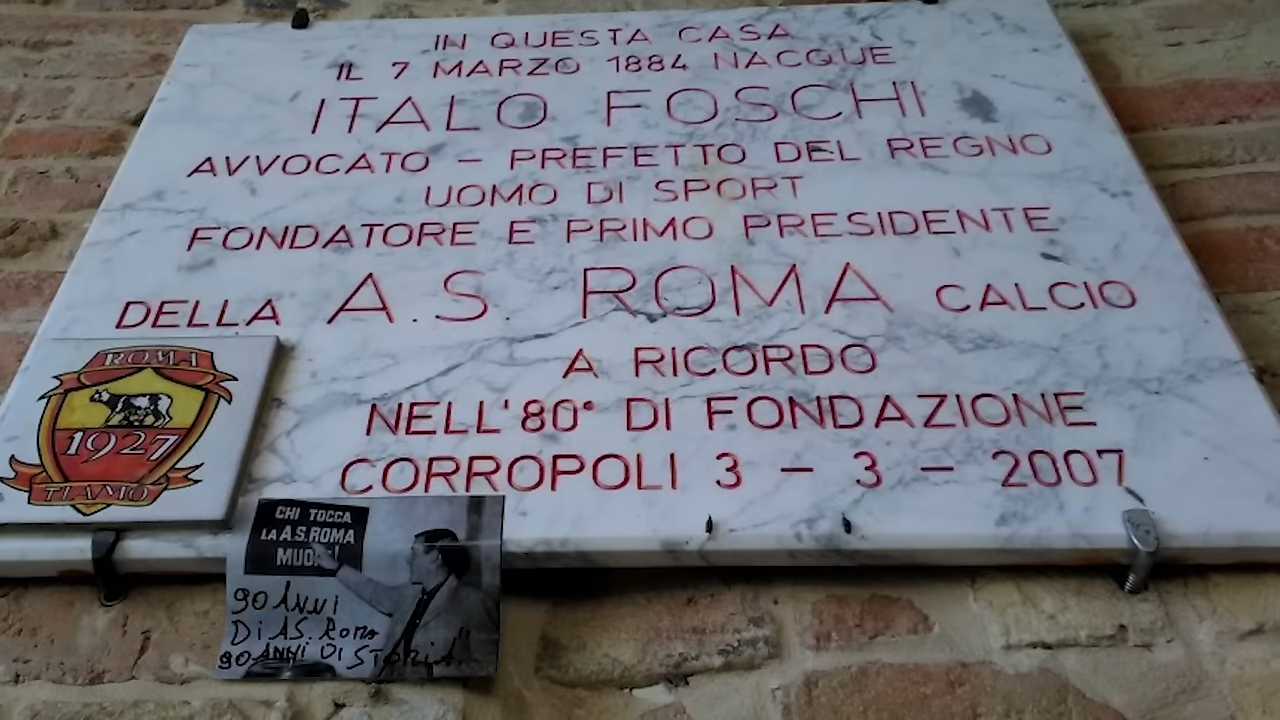 IN QUESTA CASA
IL 7 MARZO 1884 NACQUE
ITALO FOSCHI
AVVOCATO – PREFETTO DEL REGNO
UOMO DI SPORT
FONDATORE E PRIMO PRESIDENTE
DELLA A.S. ROMA CALCIO
A RICORDO
NELL'80° DI FONDAZIONE
CORROPOLI 3 – 3 – 2007
ROMA
1927
TI AMO
CHI TOCCA
LA A.S. ROMA
90 ANNI
Di AS. Roma
90 ANNI DI STORIA